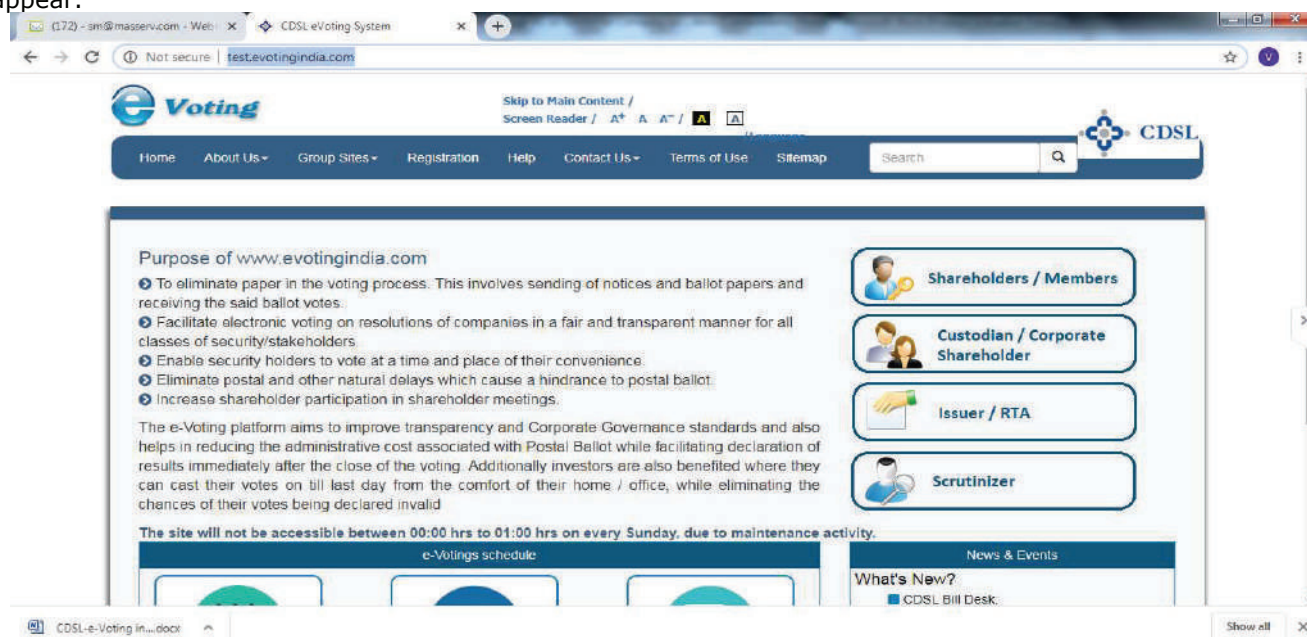 appear.
(172) - sm@masserv.com - Web
CDSL eVoting System
Not secure | test.evotingindia.com
e Voting
Skip to Main Content /
Screen Reader / A+ A A- / A A
CDSL
Home About Us Group Sites Registration Help Contact Us Terms of Use Sitemap Search
Purpose of www.evotingindia.com
To eliminate paper in the voting process. This involves sending of notices and ballot papers and
receiving the said ballot votes.
Facilitate electronic voting on resolutions of companies in a fair and transparent manner for all
classes of security/stakeholders
Enable security holders to vote at a time and place of their convenience.
Eliminate postal and other natural delays which cause a hindrance to postal ballot.
Increase shareholder participation in shareholder meetings.
The e-Voting platform aims to improve transparency and Corporate Governance standards and also
helps in reducing the administrative cost associated with Postal Ballot while facilitating declaration of
results immediately after the close of the voting. Additionally investors are also benefited where they
can cast their votes on till last day from the comfort of their home / office, while eliminating the
chances of their votes being declared invalid
Shareholders / Members
Custodian / Corporate
Shareholder
Issuer / RTA
Scrutinizer
The site will not be accessible between 00:00 hrs to 01:00 hrs on every Sunday, due to maintenance activity.
e-Votings schedule
News & Events
What's New?
CDSL Bill Desk.
CDSL-e-Voting in....docx
Show all